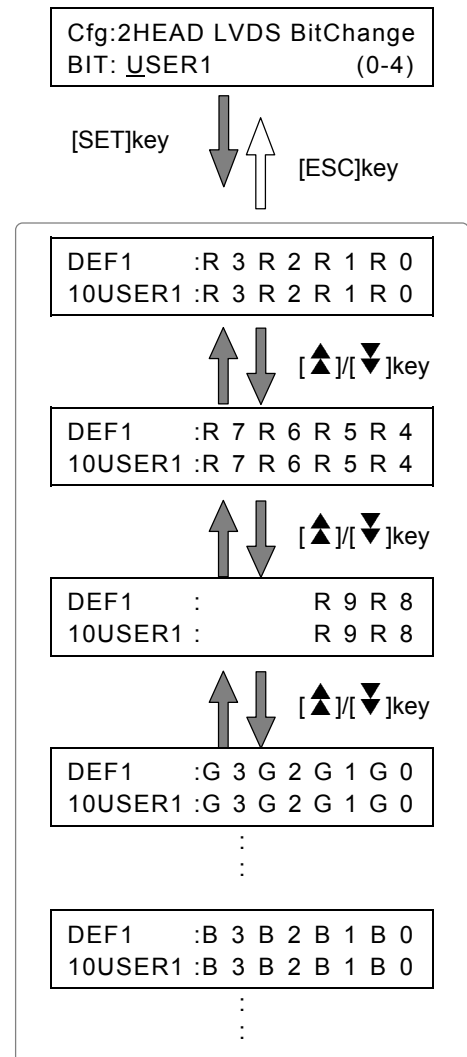 Cfg:2HEAD LVDS BitChange
BIT: USER1 (0-4)
[SET]key
[ESC]key
DEF1 :R 3 R 2 R 1 R 0
10USER1 :R 3 R 2 R 1 R 0
[⏫]/[⏬]key
DEF1 :R 7 R 6 R 5 R 4
10USER1 :R 7 R 6 R 5 R 4
[⏫]/[⏬]key
DEF1 : R 9 R 8
10USER1 : R 9 R 8
[⏫]/[⏬]key
DEF1 :G 3 G 2 G 1 G 0
10USER1 :G 3 G 2 G 1 G 0
:
:
DEF1 :B 3 B 2 B 1 B 0
10USER1 :B 3 B 2 B 1 B 0
:
: